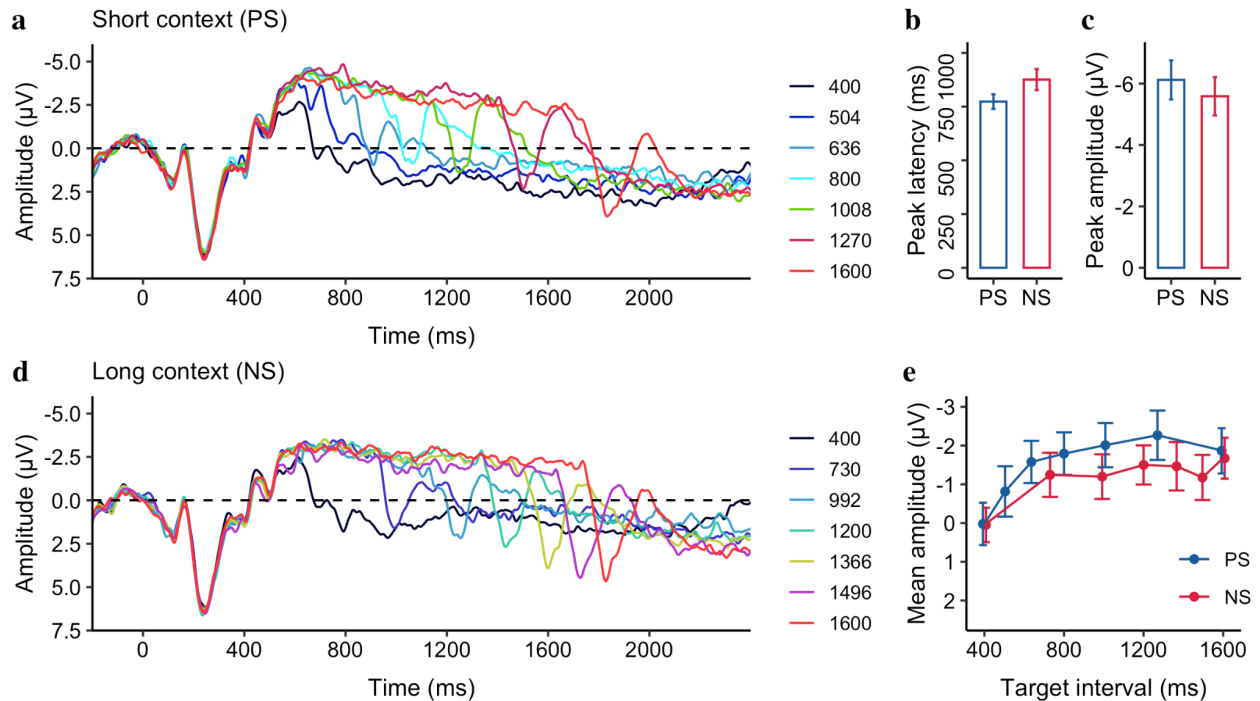 a Short context (PS)
Amplitude (µV)
-5.0
-2.5
0.0
2.5
5.0
7.5
0 400 800 1200 1600 2000
Time (ms)
400
504
636
800
1008
1270
1600
b
Peak latency (ms)
0 250 500 750 1000
PS NS
c
Peak amplitude (µV)
-6
-4
-2
0
PS NS
d Long context (NS)
Amplitude (µV)
-5.0
-2.5
0.0
2.5
5.0
7.5
0 400 800 1200 1600 2000
Time (ms)
400
730
992
1200
1366
1496
1600
e
Mean amplitude (µV)
-3
-2
-1
0
1
2
PS
NS
400 800 1200 1600
Target interval (ms)